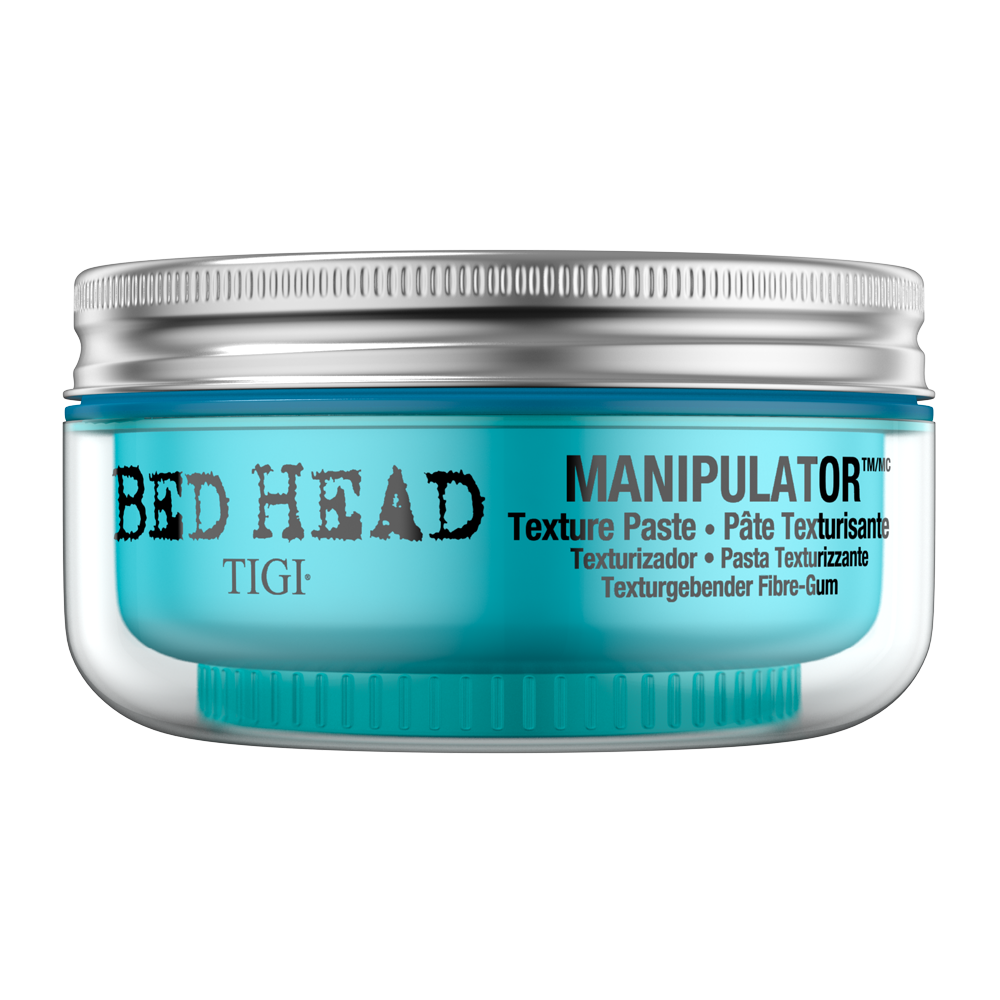 BED HEAD
TIGI
MANIPULATOR™/MC
Texture Paste • Pâte Texturisante
Texturizador • Pasta Texturizzante
Texturgebender Fibre-Gum